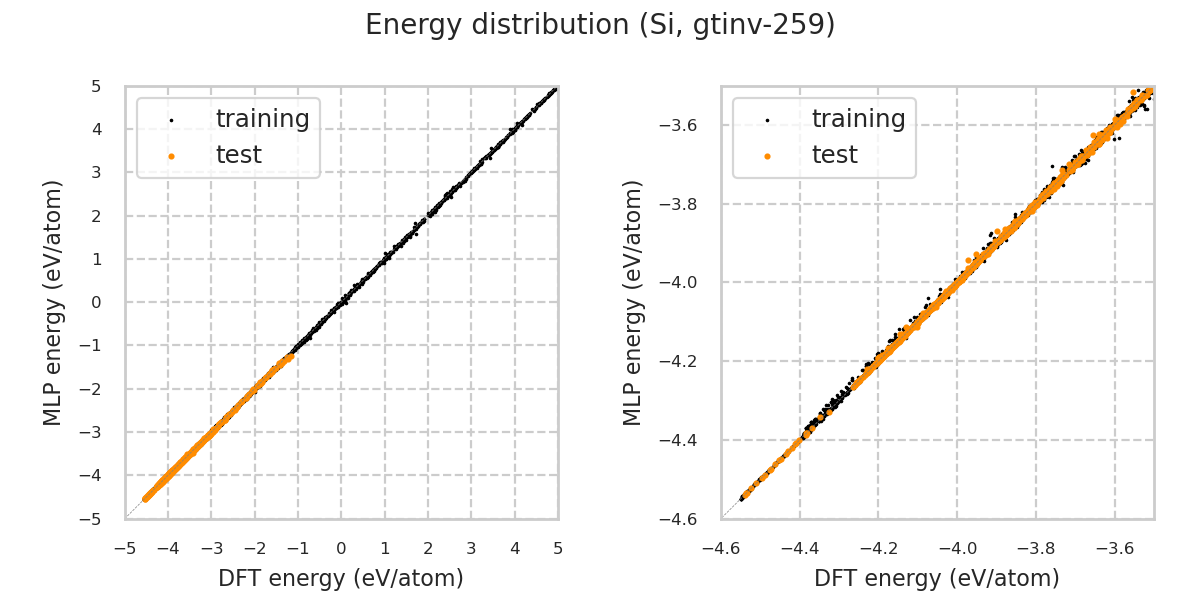 Energy distribution (Si, gtinv-259)
training
test
5
4
3
2
1
0
−1
−2
−3
−4
−5
−5 −4 −3 −2 −1 0 1 2 3 4 5
MLP energy (eV/atom)
DFT energy (eV/atom)
training
test
−3.6
−3.8
−4.0
−4.2
−4.4
−4.6
−4.6 −4.4 −4.2 −4.0 −3.8 −3.6
MLP energy (eV/atom)
DFT energy (eV/atom)